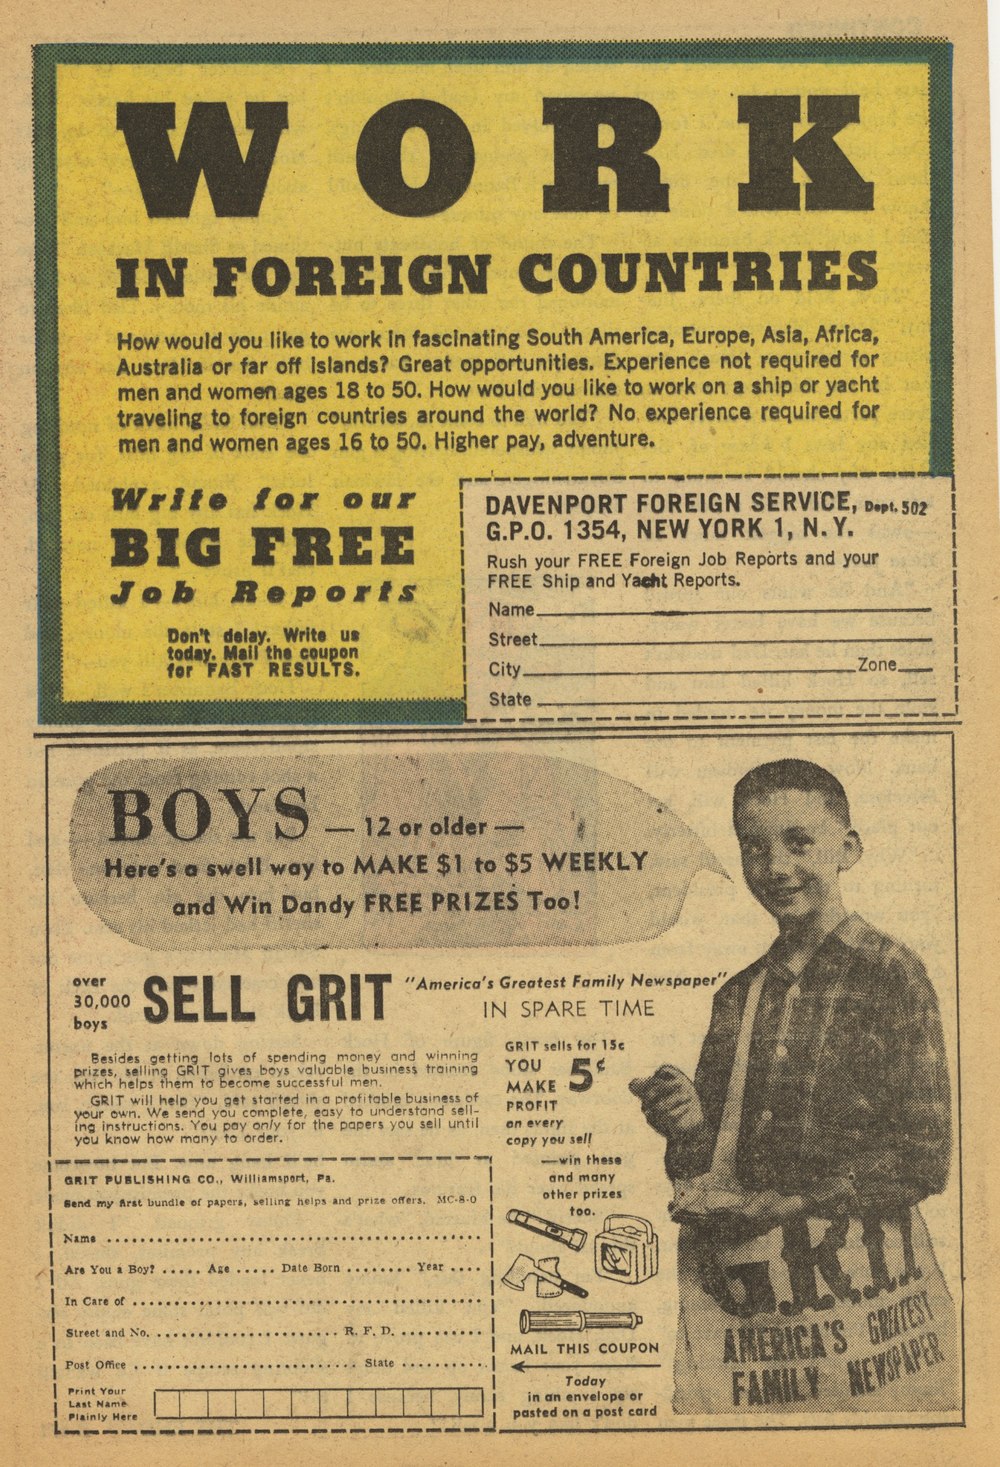 WORK
IN FOREIGN COUNTRIES
How would you like to work in fascinating South America, Europe, Asia, Africa,
Australia or far off islands? Great opportunities. Experience not required for
men and women ages 18 to 50. How would you like to work on a ship or yacht
traveling to foreign countries around the world? No experience required for
men and women ages 16 to 50. Higher pay, adventure.
Write for our
BIG FREE
Job Reports
Don't delay. Write us
today. Mail the coupon
for FAST RESULTS.
DAVENPORT FOREIGN SERVICE, Dept. 502
G.P.O. 1354, NEW YORK 1, N.Y.
Rush your FREE Foreign Job Reports and your
FREE Ship and Yacht Reports.
Name
Street
City Zone
State
BOYS — 12 or older —
Here's a swell way to MAKE $1 to $5 WEEKLY
and Win Dandy FREE PRIZES Too!
over
30,000
boys
SELL GRIT
"America's Greatest Family Newspaper"
IN SPARE TIME
Besides getting lots of spending money and winning
prizes, selling GRIT gives boys valuable business training
which helps them to become successful men.
GRIT will help you get started in a profitable business of
your own. We send you complete, easy to understand sell-
ing instructions. You pay only for the papers you sell until
you know how many to order.
GRIT sells for 15c
YOU
MAKE 5¢
PROFIT
on every
copy you sell
—win these
and many
other prizes
too.
MAIL THIS COUPON
Today
in an envelope or
pasted on a post card
GRIT PUBLISHING CO., Williamsport, Pa.
Send my first bundle of papers, selling helps and prize offers. MC-8-0
Name
Are You a Boy? ..... Age ..... Date Born ........ Year ....
In Care of
Street and No. R. F. D.
Post Office State
Print Your
Last Name
Plainly Here
GRIT
AMERICA'S GREATEST
FAMILY NEWSPAPER